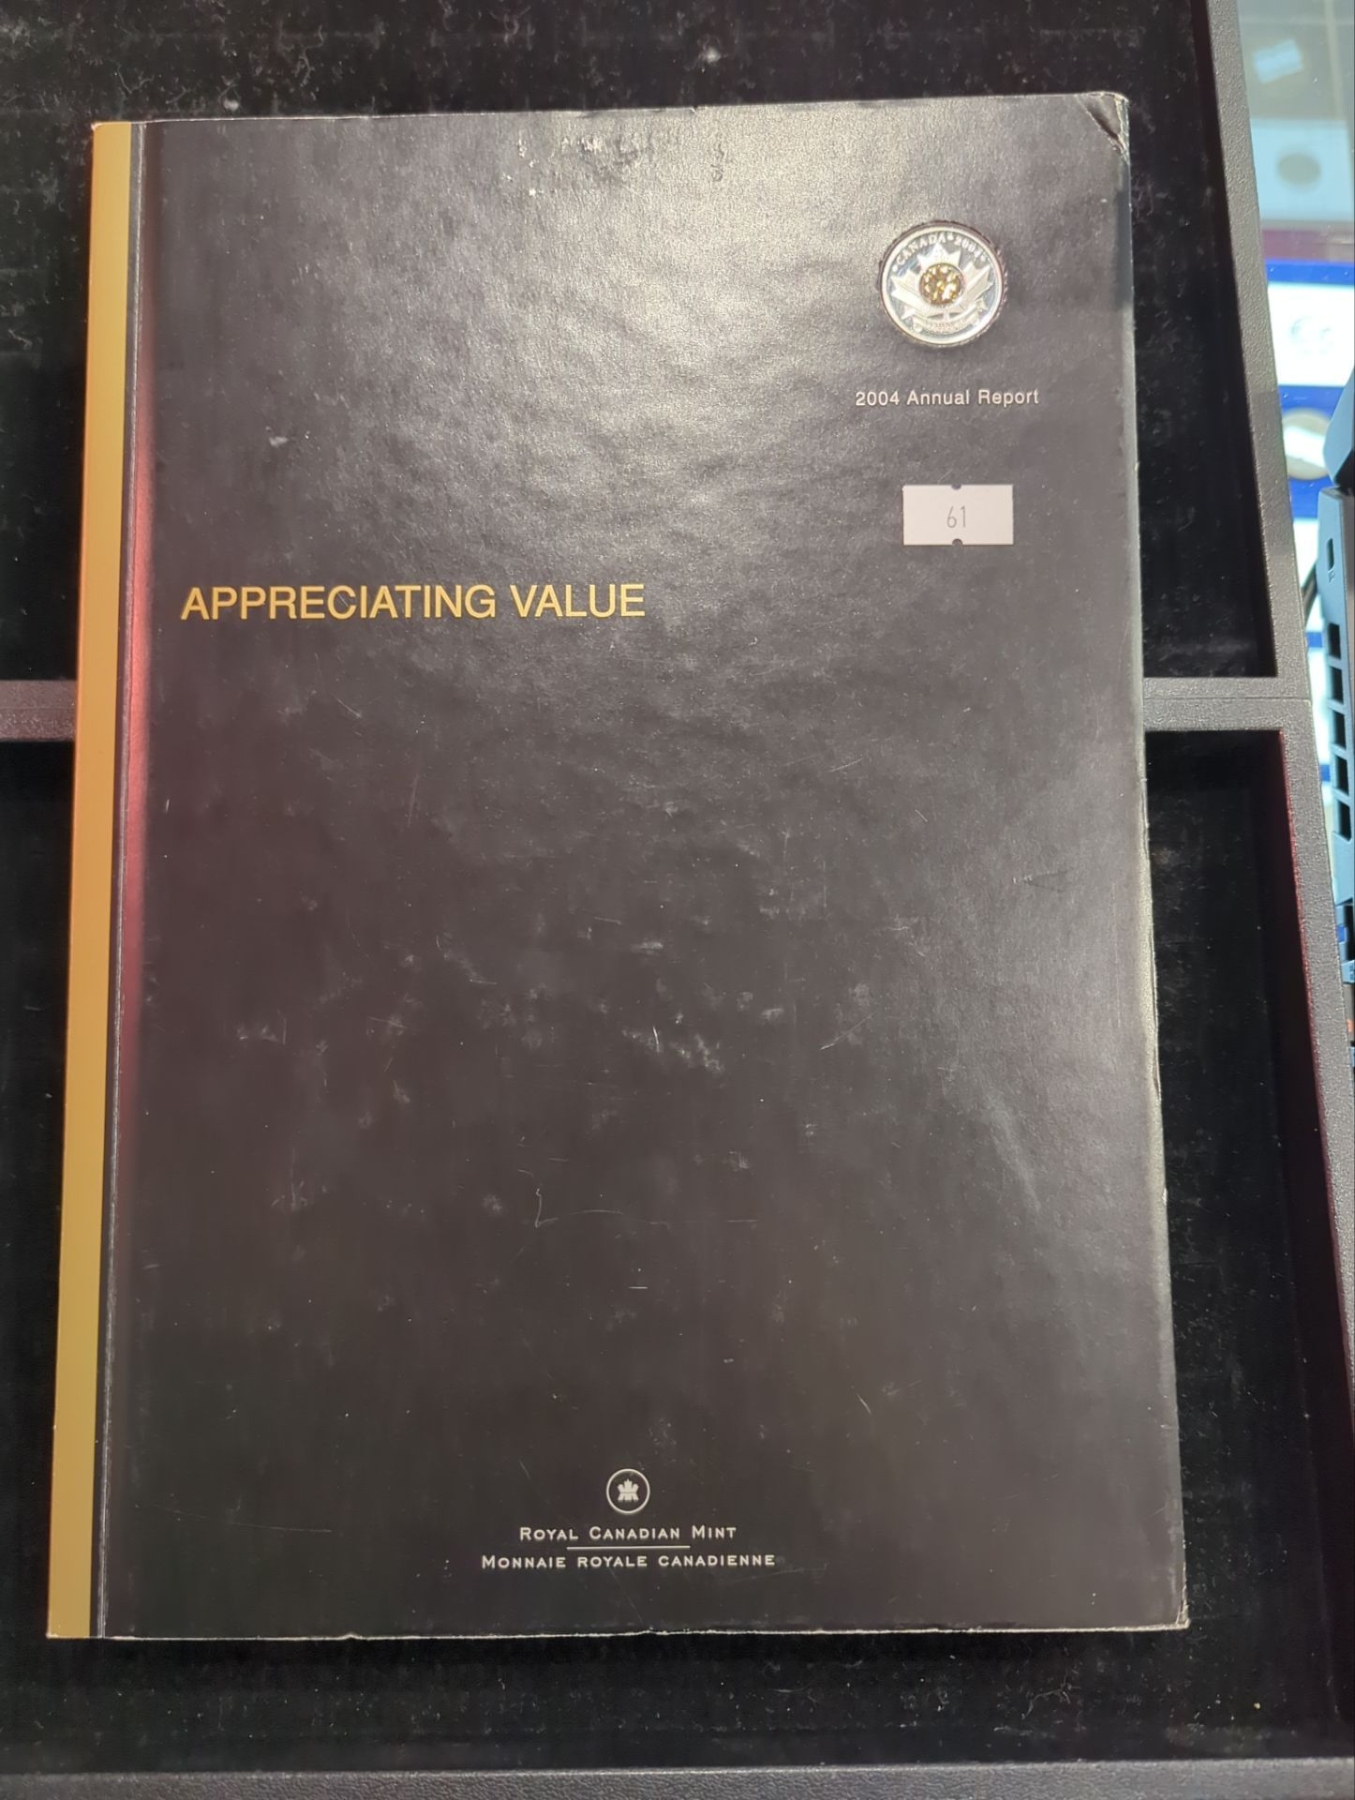 CANADA 2004
2004 Annual Report
61
APPRECIATING VALUE
ROYAL CANADIAN MINT
MONNAIE ROYALE CANADIENNE